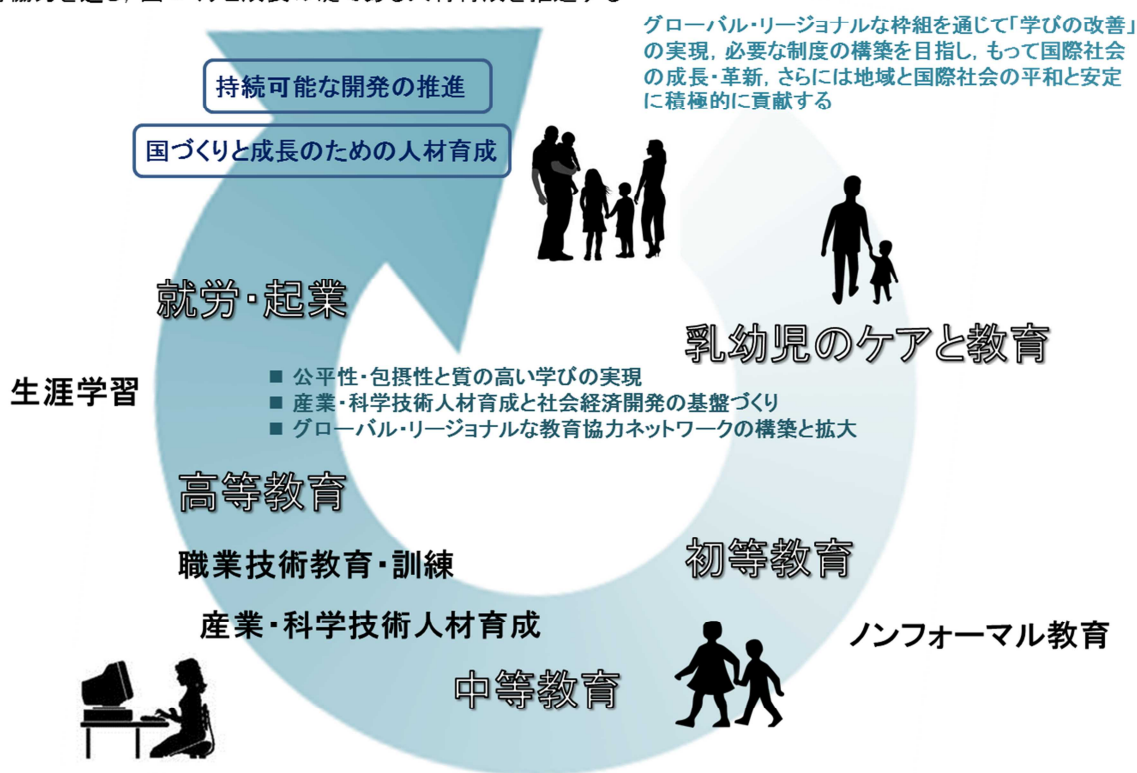 グローバル・リージョナルな枠組を通じて「学びの改善」
の実現, 必要な制度の構築を目指し, もって国際社会
の成長・革新, さらには地域と国際社会の平和と安定
に積極的に貢献する
持続可能な開発の推進
国づくりと成長のための人材育成
就労・起業
乳幼児のケアと教育
生涯学習
■ 公平性・包摂性と質の高い学びの実現
■ 産業・科学技術人材育成と社会経済開発の基盤づくり
■ グローバル・リージョナルな教育協力ネットワークの構築と拡大
高等教育
職業技術教育・訓練
初等教育
産業・科学技術人材育成
ノンフォーマル教育
中等教育